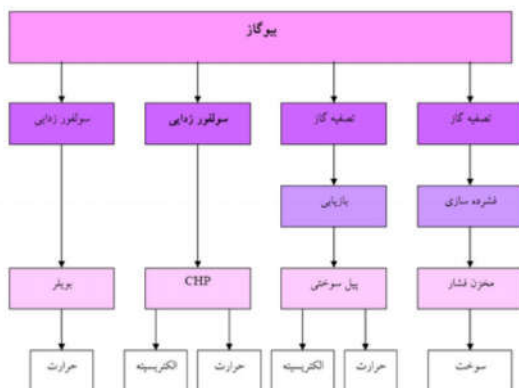 بیوگاز
تصفیه گاز
تصفیه گاز
سولفور زدایی
سولفور زدایی
فشرده سازی
بازیابی
مخزن فشار
پیل سوختی
CHP
بویلر
سوخت
حرارت
الکتریسیته
حرارت
الکتریسیته
حرارت